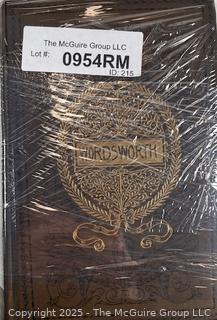 The McGuire Group LLC
Lot #:
0954RM
ID: 215
WORDSWORTH
Copyright © 2025 - The McGuire Group LLC